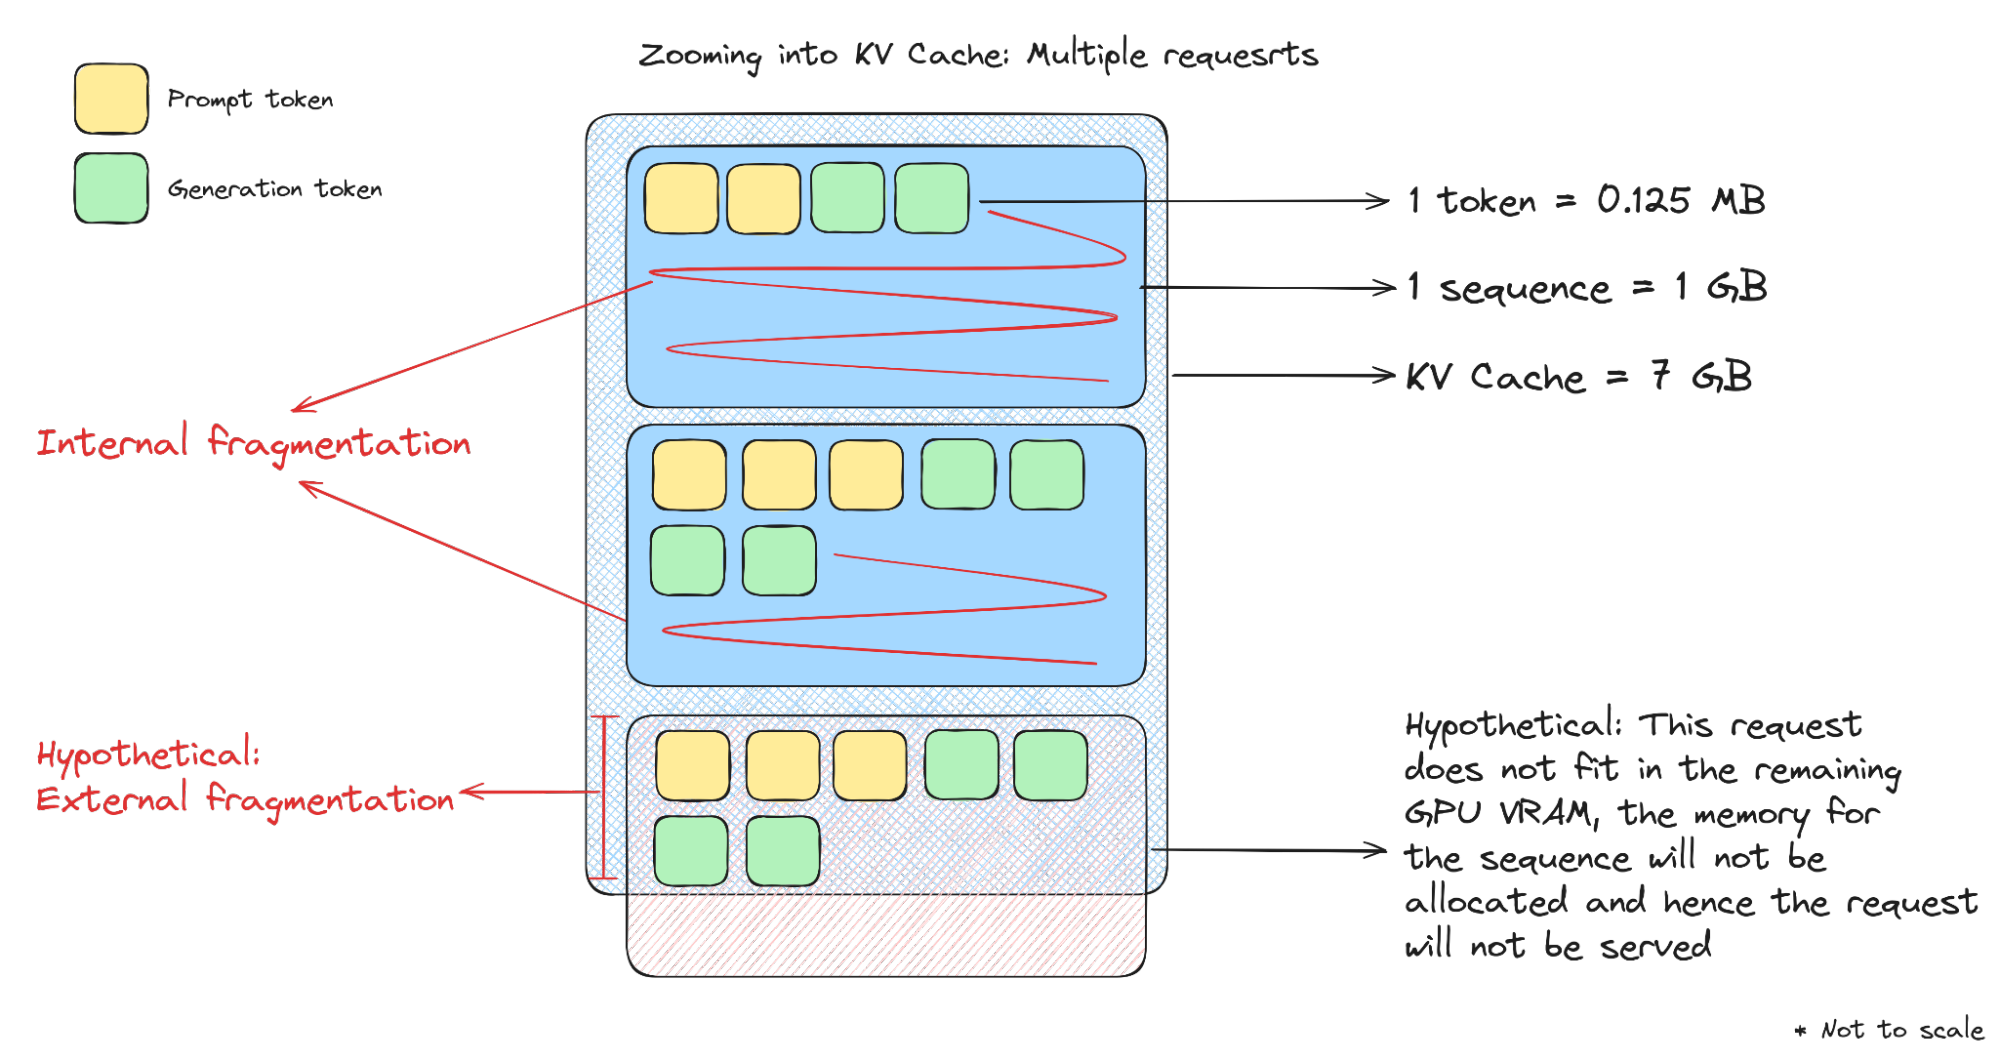 Zooming into KV Cache: Multiple requesrts
Prompt token
Generation token
1 token = 0.125 MB
1 sequence = 1 GB
KV Cache = 7 GB
Internal fragmentation
Hypothetical:
External fragmentation
Hypothetical: This request
does not fit in the remaining
GPU VRAM, the memory for
the sequence will not be
allocated and hence the request
will not be served
* Not to scale